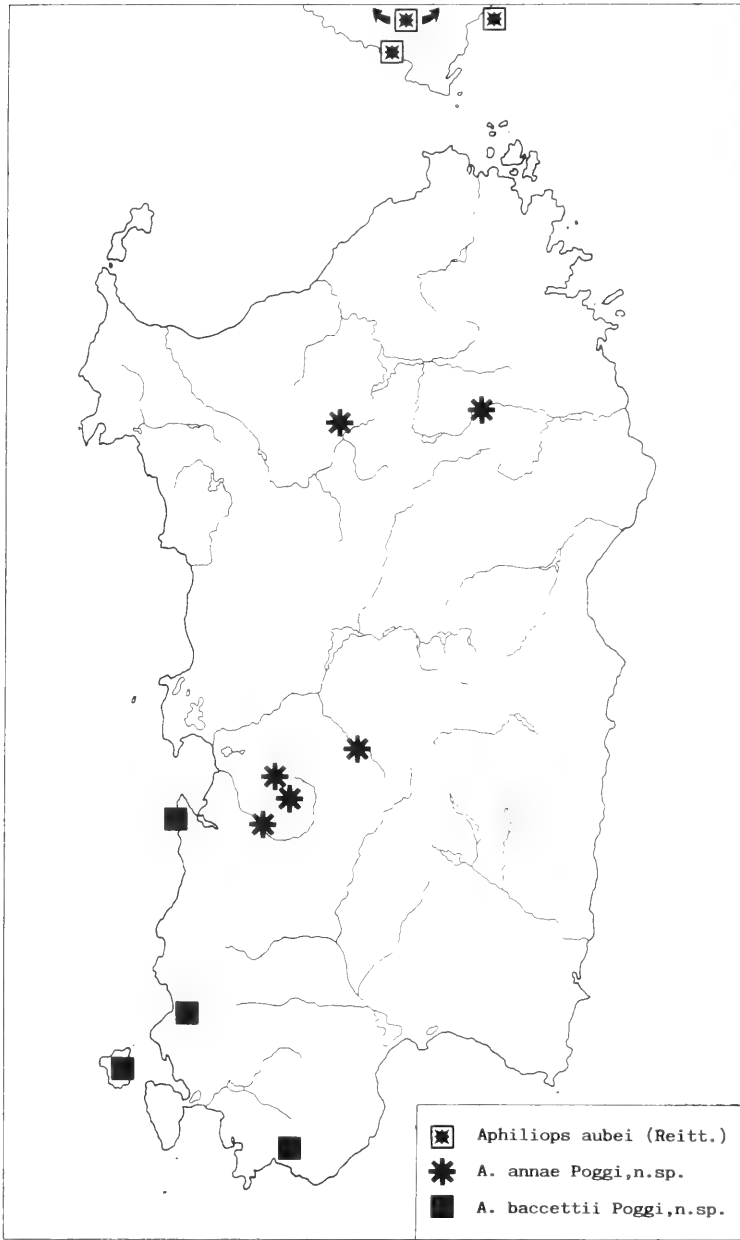 Aphiliops aubei (Reitt.)
A. annae Poggi,n.sp.
A. baccettii Poggi,n.sp.